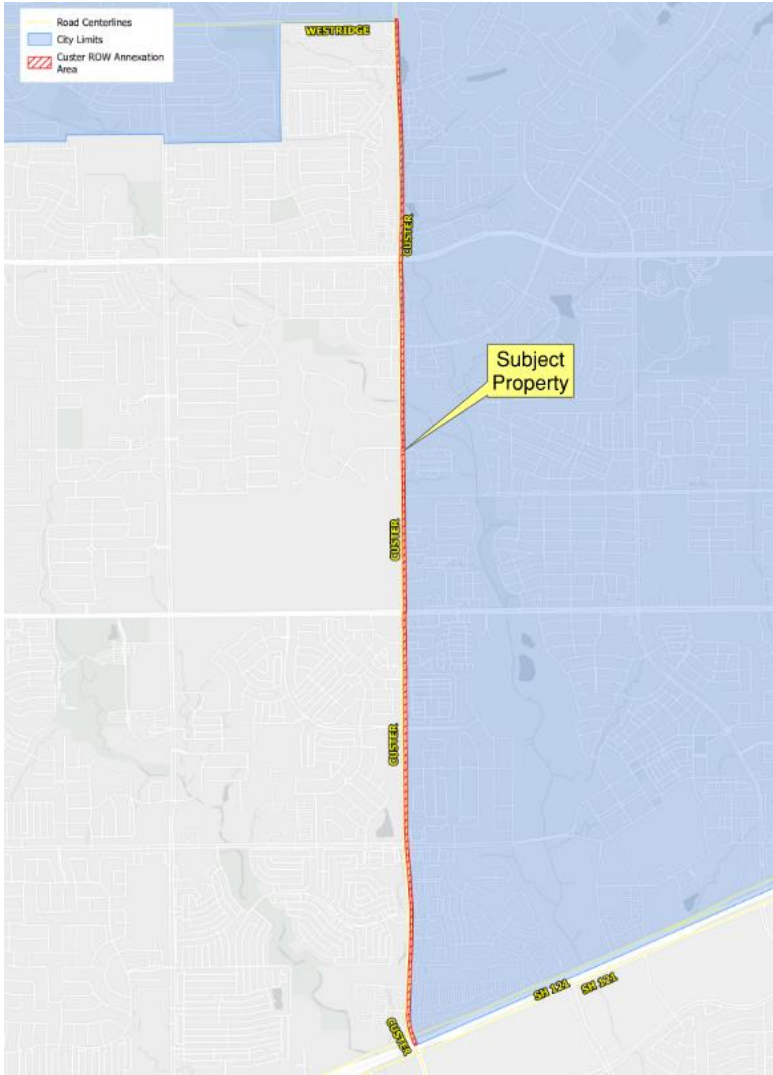 Road Centerlines
City Limits
Custer ROW Annexation
Area
WESTRIDGE
CUSTER
Subject
Property
CUSTER
CUSTER
SH 121
SH 121
CUSTER